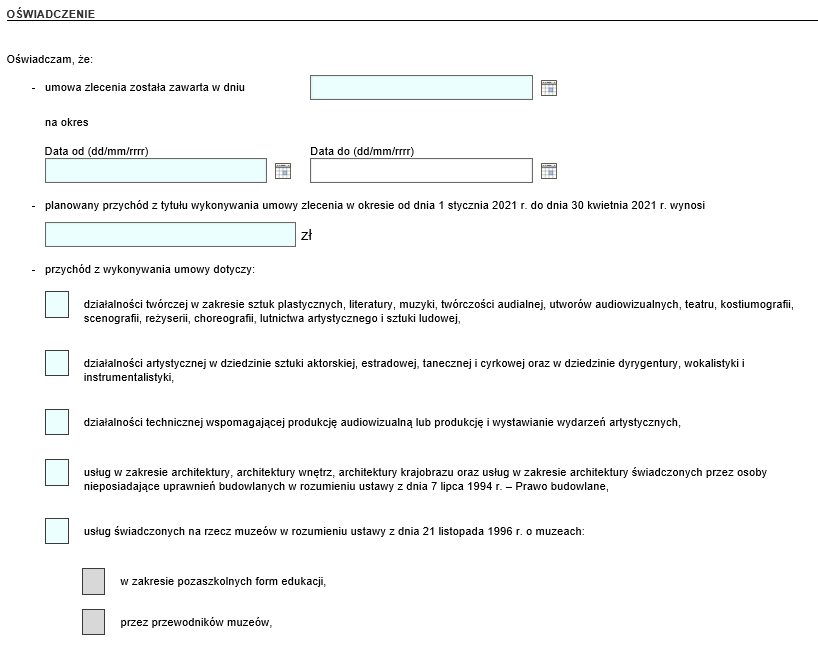 OŚWIADCZENIE
Oświadczam, że:
- umowa zlecenia została zawarta w dniu
na okres
Data od (dd/mm/rrrr) Data do (dd/mm/rrrr)
- planowany przychód z tytułu wykonywania umowy zlecenia w okresie od dnia 1 stycznia 2021 r. do dnia 30 kwietnia 2021 r. wynosi
zł
- przychód z wykonywania umowy dotyczy:
działalności twórczej w zakresie sztuk plastycznych, literatury, muzyki, twórczości audialnej, utworów audiowizualnych, teatru, kostiumografii,
scenografii, reżyserii, choreografii, lutnictwa artystycznego i sztuki ludowej,
działalności artystycznej w dziedzinie sztuki aktorskiej, estradowej, tanecznej i cyrkowej oraz w dziedzinie dyrygentury, wokalistyki i
instrumentalistyki,
działalności technicznej wspomagającej produkcję audiowizualną lub produkcję i wystawianie wydarzeń artystycznych,
usług w zakresie architektury, architektury wnętrz, architektury krajobrazu oraz usług w zakresie architektury świadczonych przez osoby
nieposiadające uprawnień budowlanych w rozumieniu ustawy z dnia 7 lipca 1994 r. – Prawo budowlane,
usług świadczonych na rzecz muzeów w rozumieniu ustawy z dnia 21 listopada 1996 r. o muzeach:
w zakresie pozaszkolnych form edukacji,
przez przewodników muzeów,